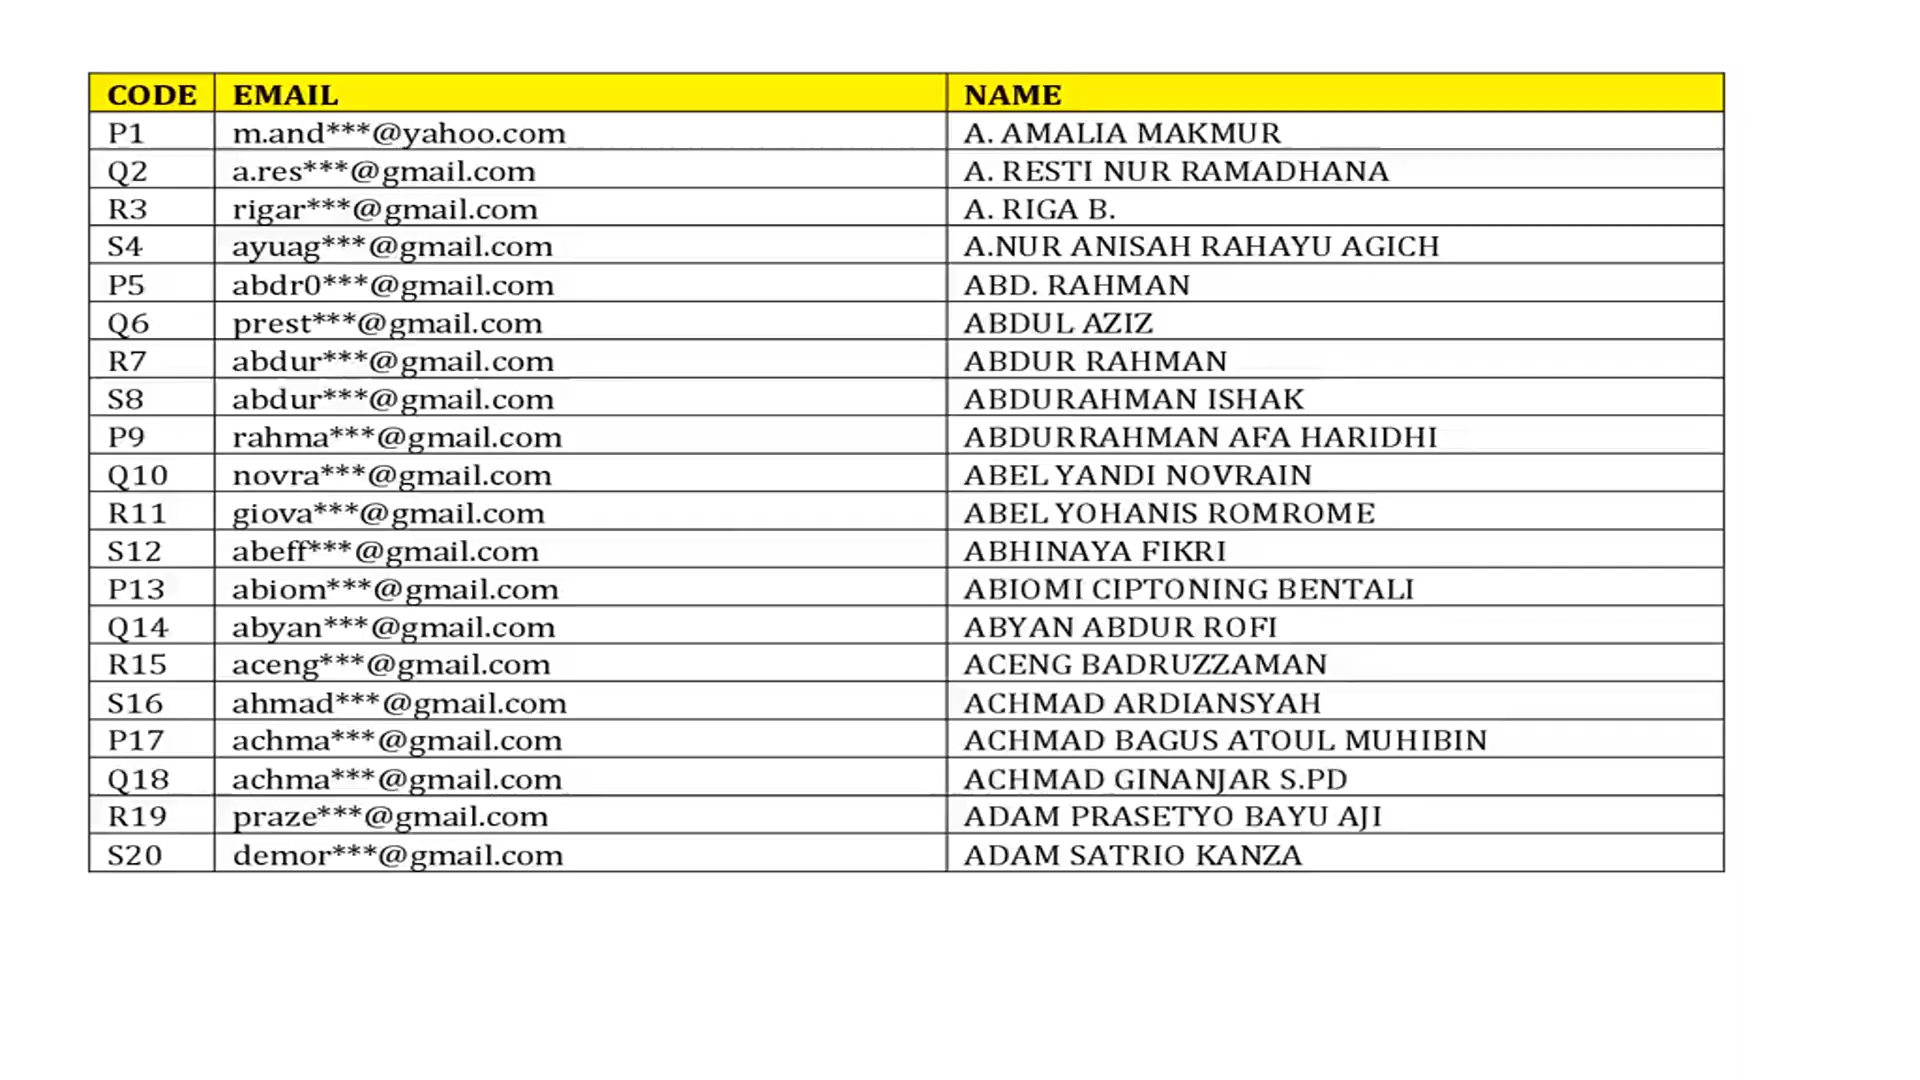 CODE EMAIL NAME
P1 m.and***@yahoo.com A. AMALIA MAKMUR
Q2 a.res***@gmail.com A. RESTI NUR RAMADHANA
R3 rigar***@gmail.com A. RIGA B.
S4 ayuag***@gmail.com A.NUR ANISAH RAHAYU AGICH
P5 abdr0***@gmail.com ABD. RAHMAN
Q6 prest***@gmail.com ABDUL AZIZ
R7 abdur***@gmail.com ABDUR RAHMAN
S8 abdur***@gmail.com ABDURAHMAN ISHAK
P9 rahma***@gmail.com ABDURRAHMAN AFA HARIDHI
Q10 novra***@gmail.com ABEL YANDI NOVRAIN
R11 giova***@gmail.com ABEL YOHANIS ROMROME
S12 abeff***@gmail.com ABHINAYA FIKRI
P13 abiom***@gmail.com ABIOMI CIPTONING BENTALI
Q14 abyan***@gmail.com ABYAN ABDUR ROFI
R15 aceng***@gmail.com ACENG BADRUZZAMAN
S16 ahmad***@gmail.com ACHMAD ARDIANSYAH
P17 achma***@gmail.com ACHMAD BAGUS ATOUL MUHIBIN
Q18 achma***@gmail.com ACHMAD GINANJAR S.PD
R19 praze***@gmail.com ADAM PRASETYO BAYU AJI
S20 demor***@gmail.com ADAM SATRIO KANZA